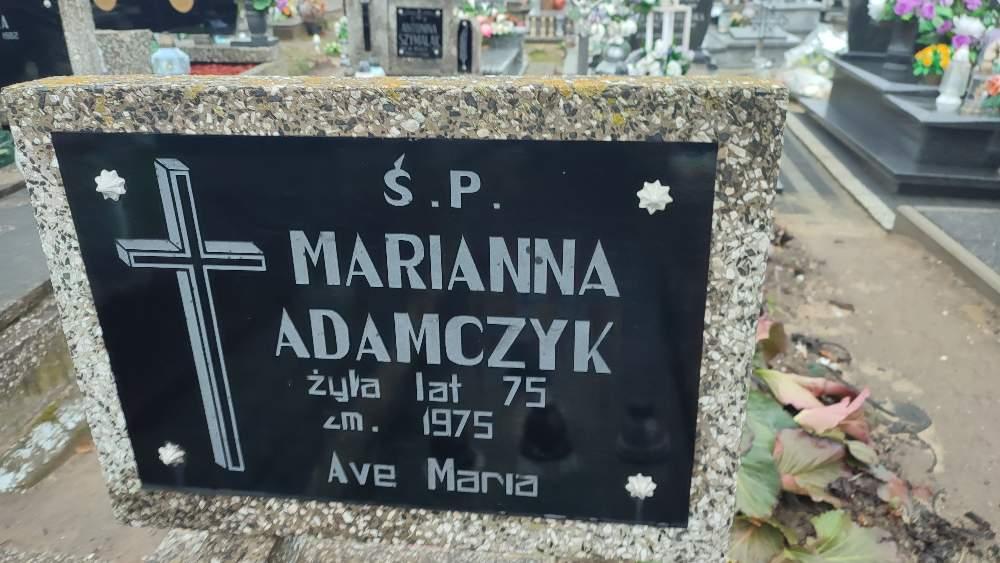 Ś.P.
MARIANNA
ADAMCZYK
żyła lat 75
zm. 1975
Ave Maria